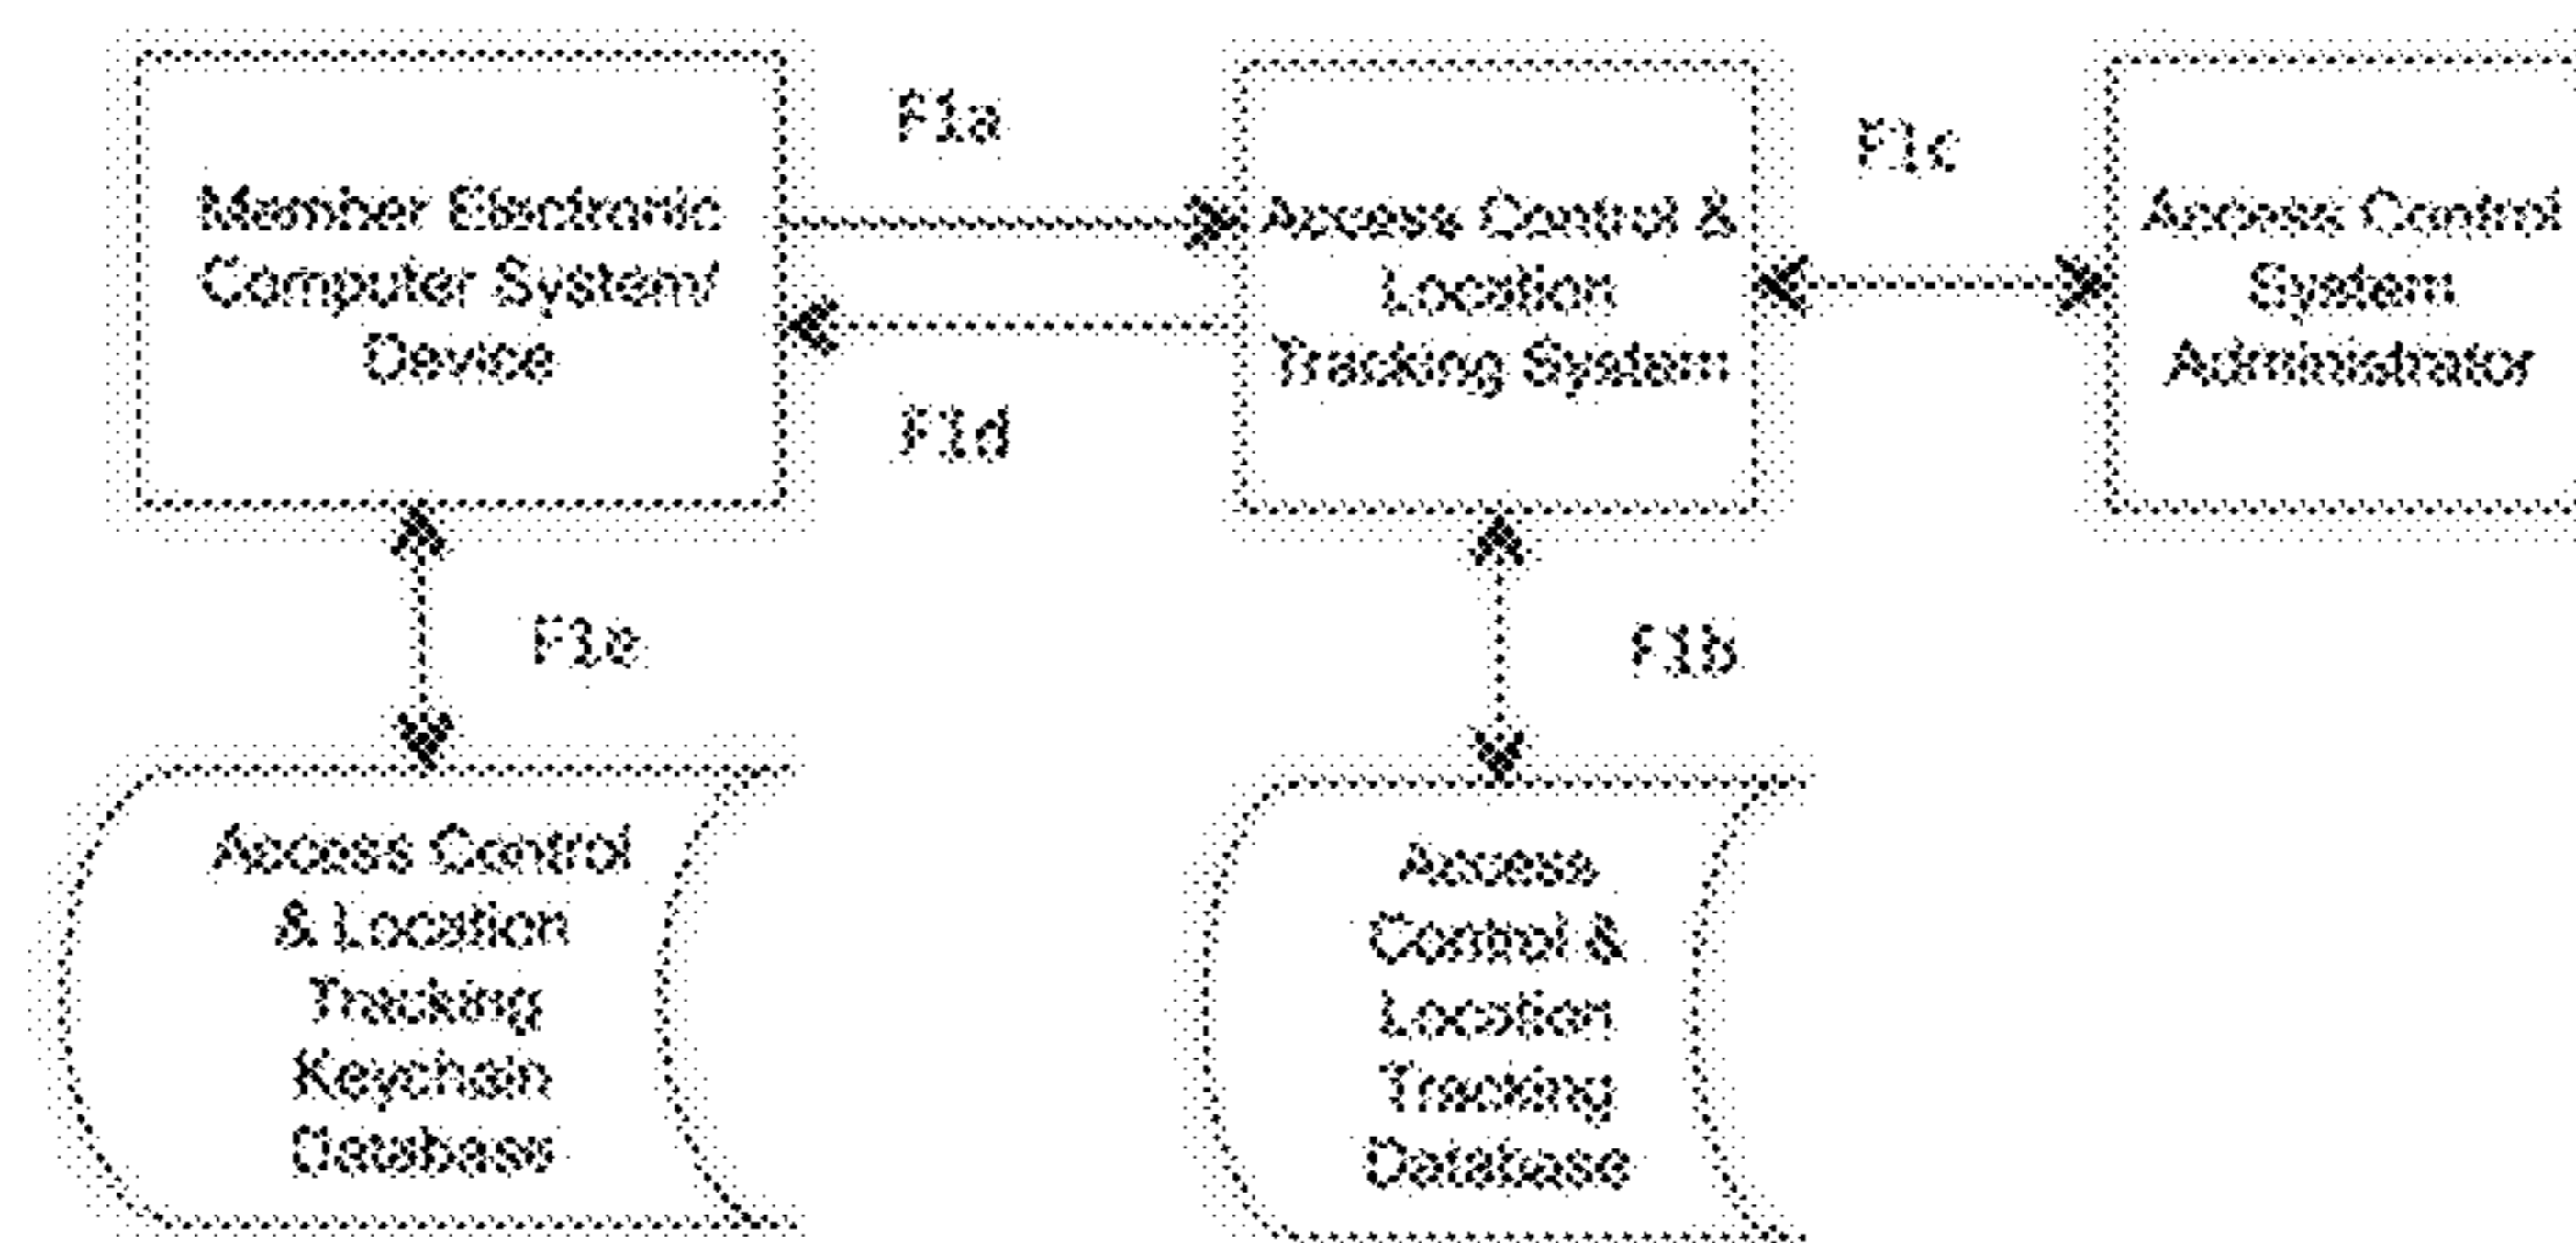 F1a
F1c
Member Electronic
Computer System/
Device
Access Control &
Location
Tracking System
Access Control
System
Administrator
F1d
F1e
F1b
Access Control
& Location
Tracking
Keychain
Database
Access
Control &
Location
Tracking
Database